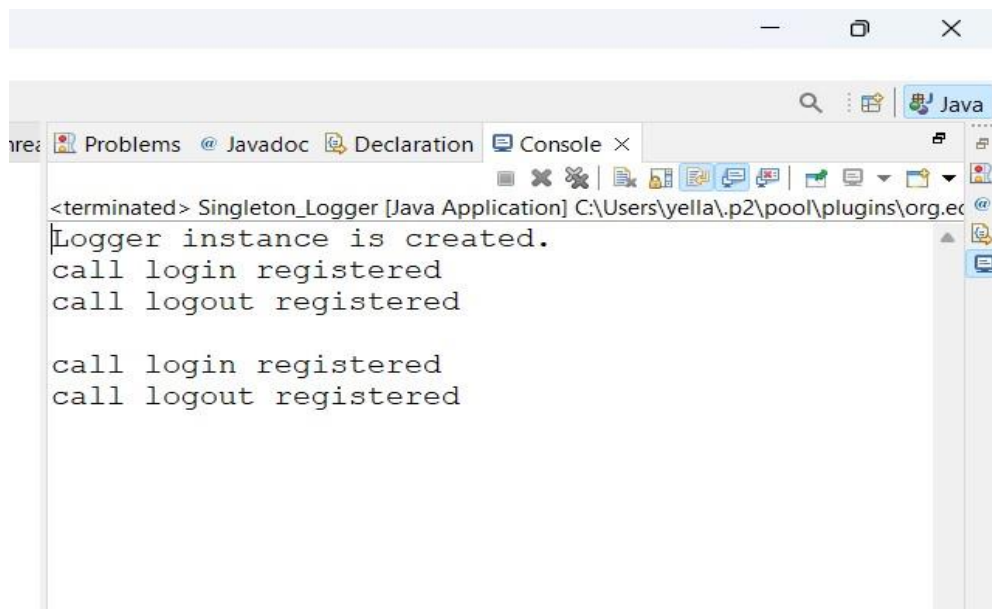 Java
Problems @ Javadoc Declaration Console
<terminated> Singleton_Logger [Java Application] C:\Users\yella\.p2\pool\plugins\org.ec
Logger instance is created.
call login registered
call logout registered
call login registered
call logout registered